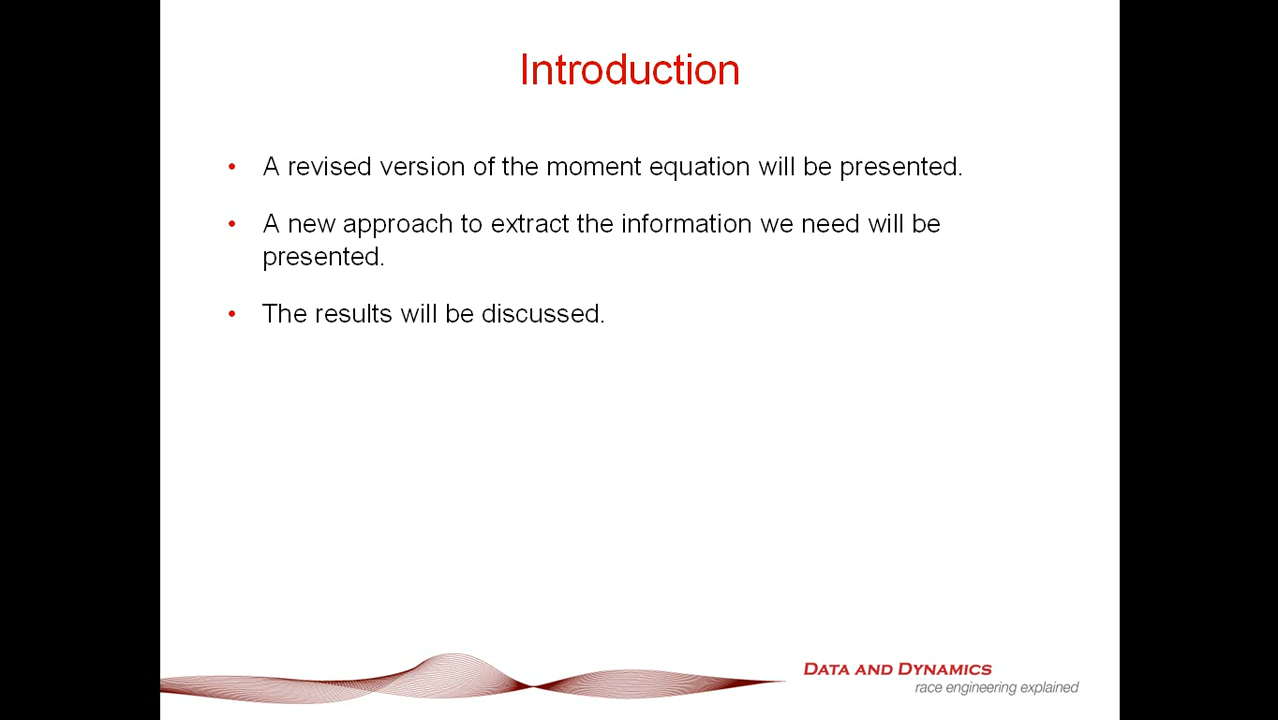 Introduction
• A revised version of the moment equation will be presented.
• A new approach to extract the information we need will be
presented.
• The results will be discussed.
DATA AND DYNAMICS
race engineering explained